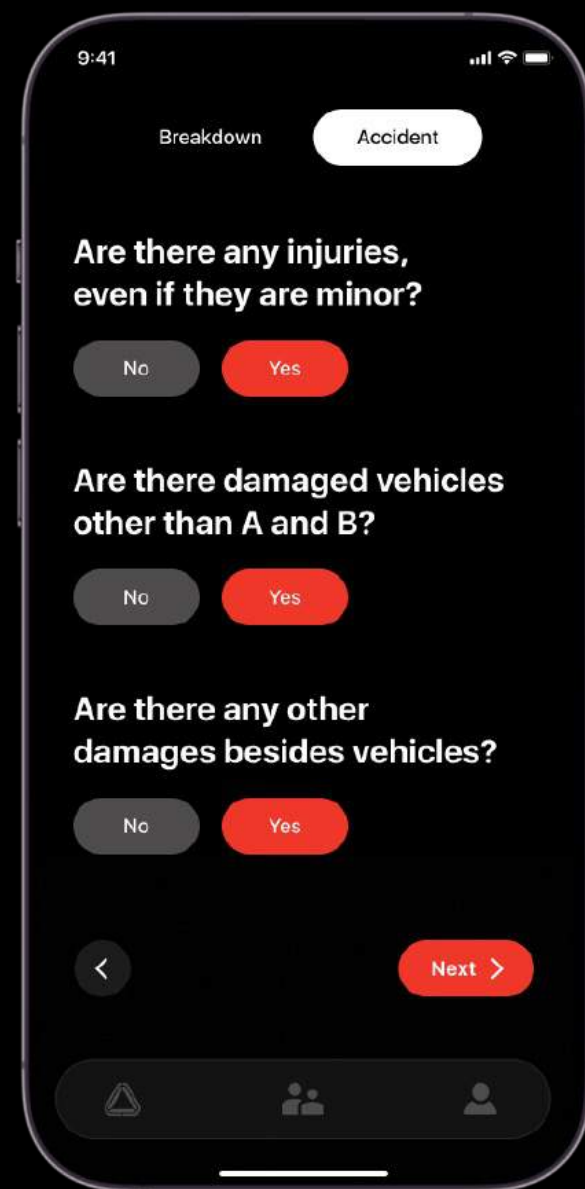 9:41
Breakdown Accident
Are there any injuries,
even if they are minor?
No Yes
Are there damaged vehicles
other than A and B?
No Yes
Are there any other
damages besides vehicles?
No Yes
Next